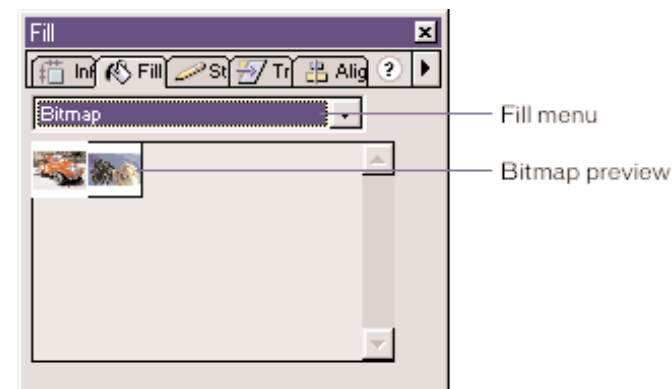 Fill
Inf Fill St Tr Alig ?
Bitmap
Fill menu
Bitmap preview